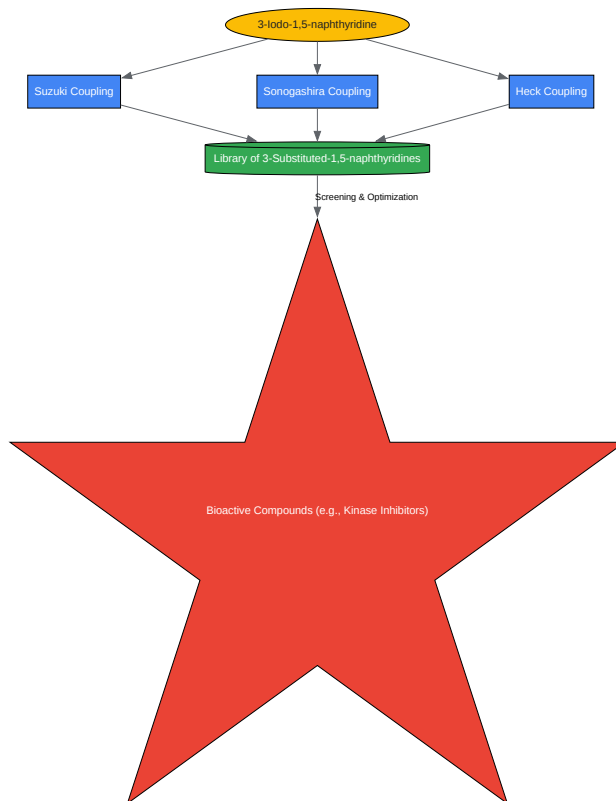 3-Iodo-1,5-naphthyridine
Suzuki Coupling
Sonogashira Coupling
Heck Coupling
Library of 3-Substituted-1,5-naphthyridines
Screening & Optimization
Bioactive Compounds (e.g., Kinase Inhibitors)